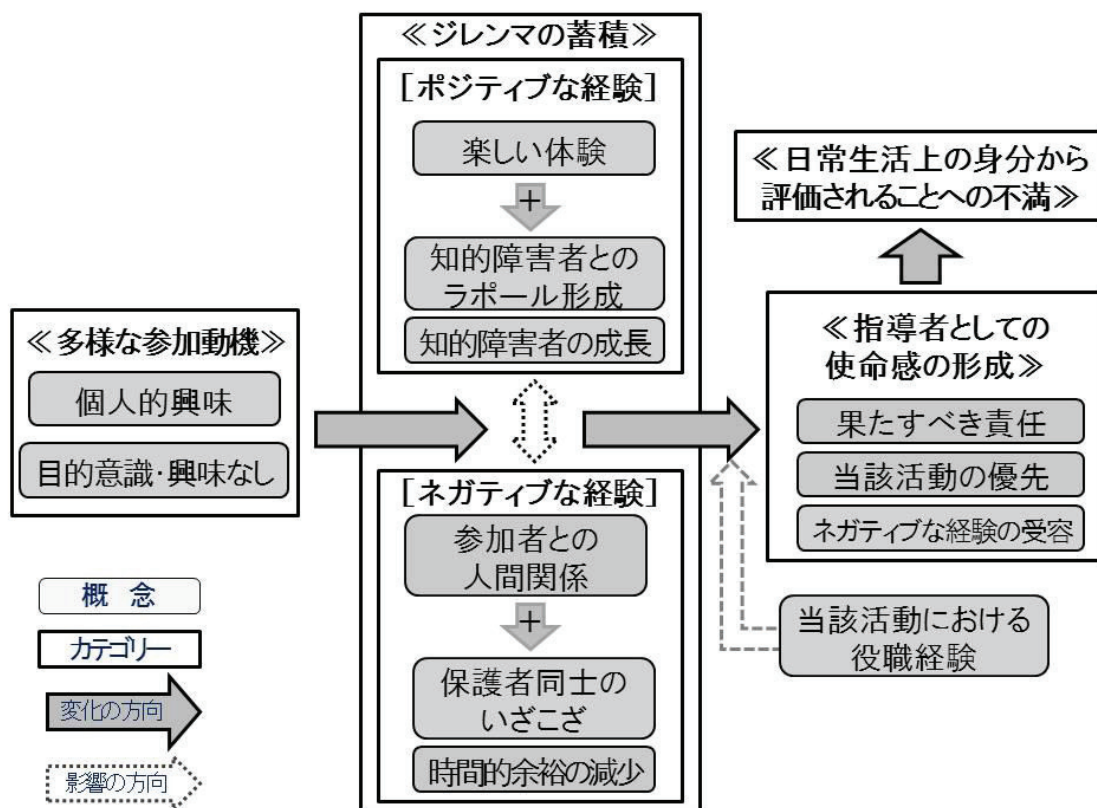 ≪ジレンマの蓄積≫
[ポジティブな経験]
楽しい体験
+
知的障害者との
ラポール形成
知的障害者の成長
≪日常生活上の身分から
評価されることへの不満≫
≪多様な参加動機≫
個人的興味
目的意識・興味なし
≪指導者としての
使命感の形成≫
果たすべき責任
当該活動の優先
ネガティブな経験の受容
[ネガティブな経験]
参加者との
人間関係
+
保護者同士の
いざこざ
時間的余裕の減少
当該活動における
役職経験
概 念
カテゴリー
変化の方向
影響の方向